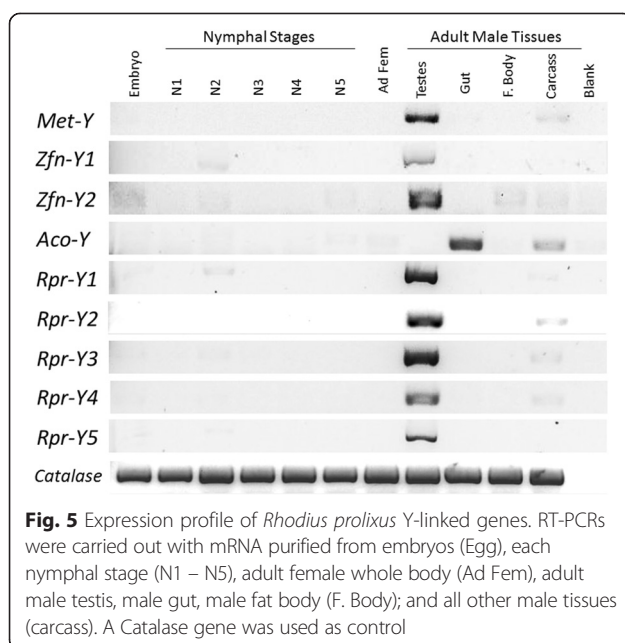 Nymphal Stages
Adult Male Tissues
Embryo
N1
N2
N3
N4
N5
Ad Fem
Testes
Gut
F. Body
Carcass
Blank
Met-Y
Zfn-Y1
Zfn-Y2
Aco-Y
Rpr-Y1
Rpr-Y2
Rpr-Y3
Rpr-Y4
Rpr-Y5
Catalase
Fig. 5 Expression profile of Rhodius prolixus Y-linked genes. RT-PCRs
were carried out with mRNA purified from embryos (Egg), each
nymphal stage (N1 – N5), adult female whole body (Ad Fem), adult
male testis, male gut, male fat body (F. Body); and all other male tissues
(carcass). A Catalase gene was used as control